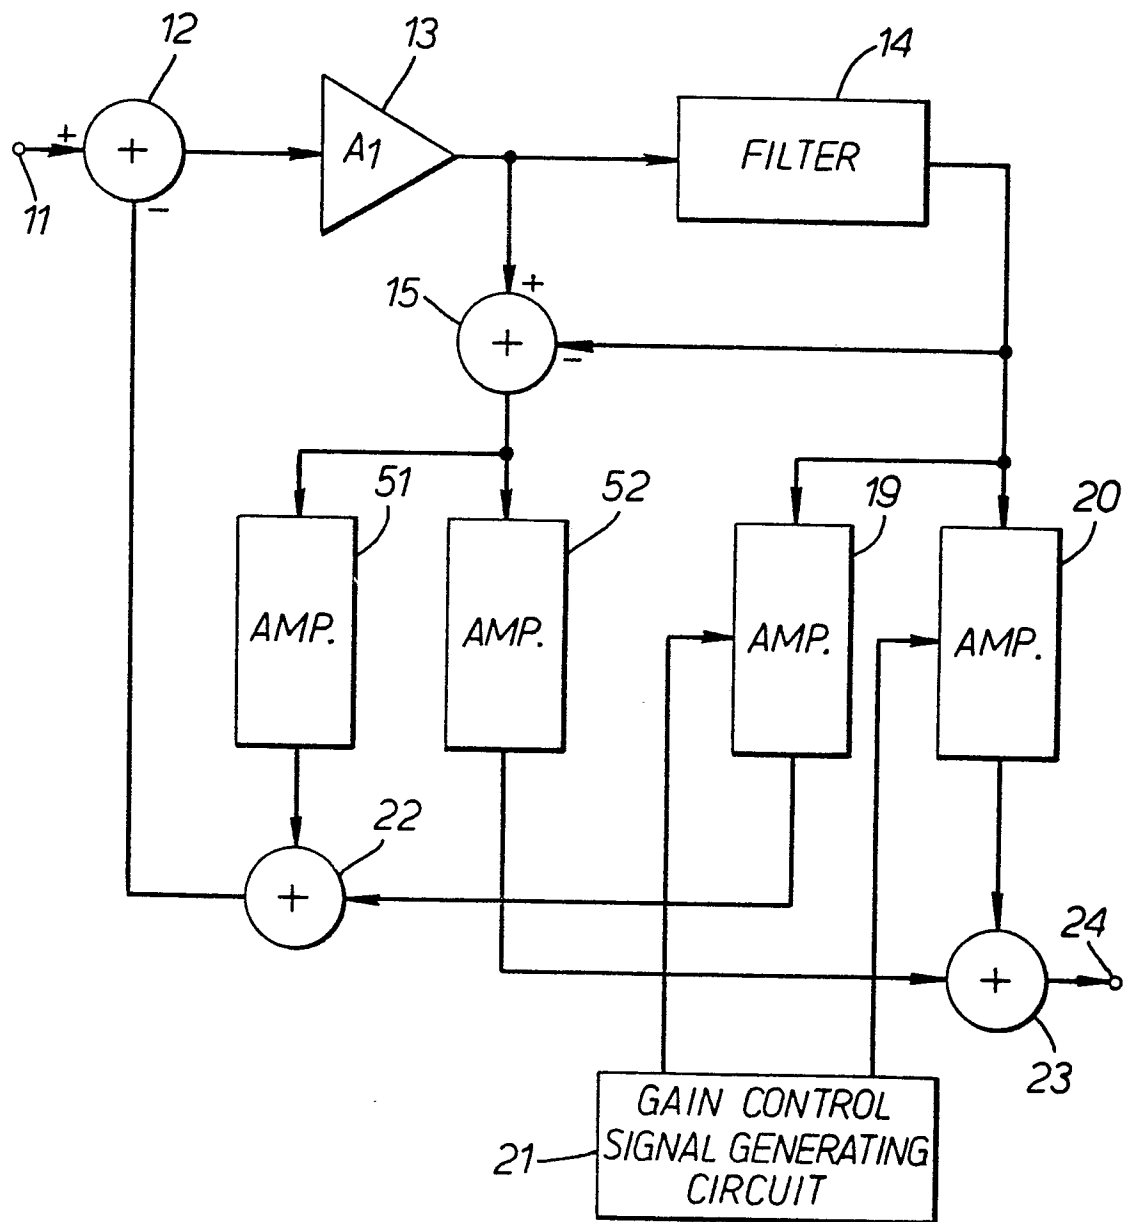 12
13
14
+
+
A1
FILTER
11
−
15
+
+
−
51
52
19
20
AMP.
AMP.
AMP.
AMP.
22
+
24
+
23
GAIN CONTROL
SIGNAL GENERATING
CIRCUIT
21